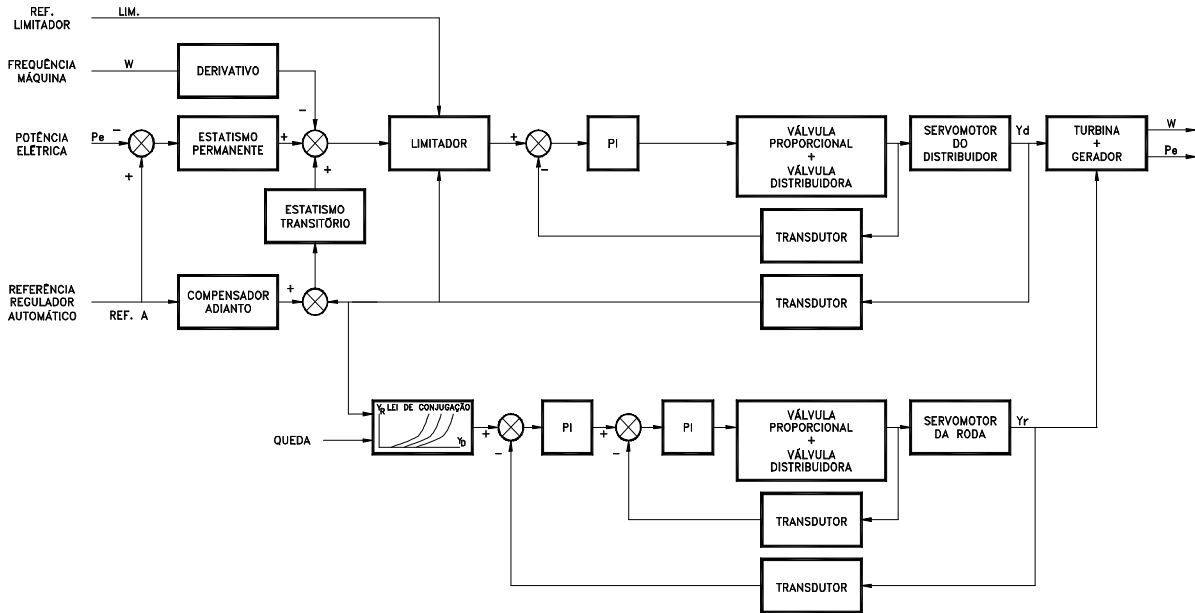 REF.
LIMITADOR
LIM.
FREQUÊNCIA
MÁQUINA
W
DERIVATIVO
POTÊNCIA
ELÉTRICA
Pe
-
+
ESTATISMO
PERMANENTE
+
-
+
LIMITADOR
+
-
PI
VÁLVULA
PROPORCIONAL
+
VÁLVULA
DISTRIBUIDORA
SERVOMOTOR
DO
DISTRIBUIDOR
Yd
TURBINA
+
GERADOR
W
Pe
ESTATISMO
TRANSITÓRIO
TRANSDUTOR
REFERÊNCIA
REGULADOR
AUTOMÁTICO
REF. A
COMPENSADOR
ADIANTO
+
-
TRANSDUTOR
QUEDA
YR LEI DE CONJUGAÇÃO
YD
+
-
PI
+
-
PI
VÁLVULA
PROPORCIONAL
+
VÁLVULA
DISTRIBUIDORA
SERVOMOTOR
DA RODA
Yr
TRANSDUTOR
TRANSDUTOR